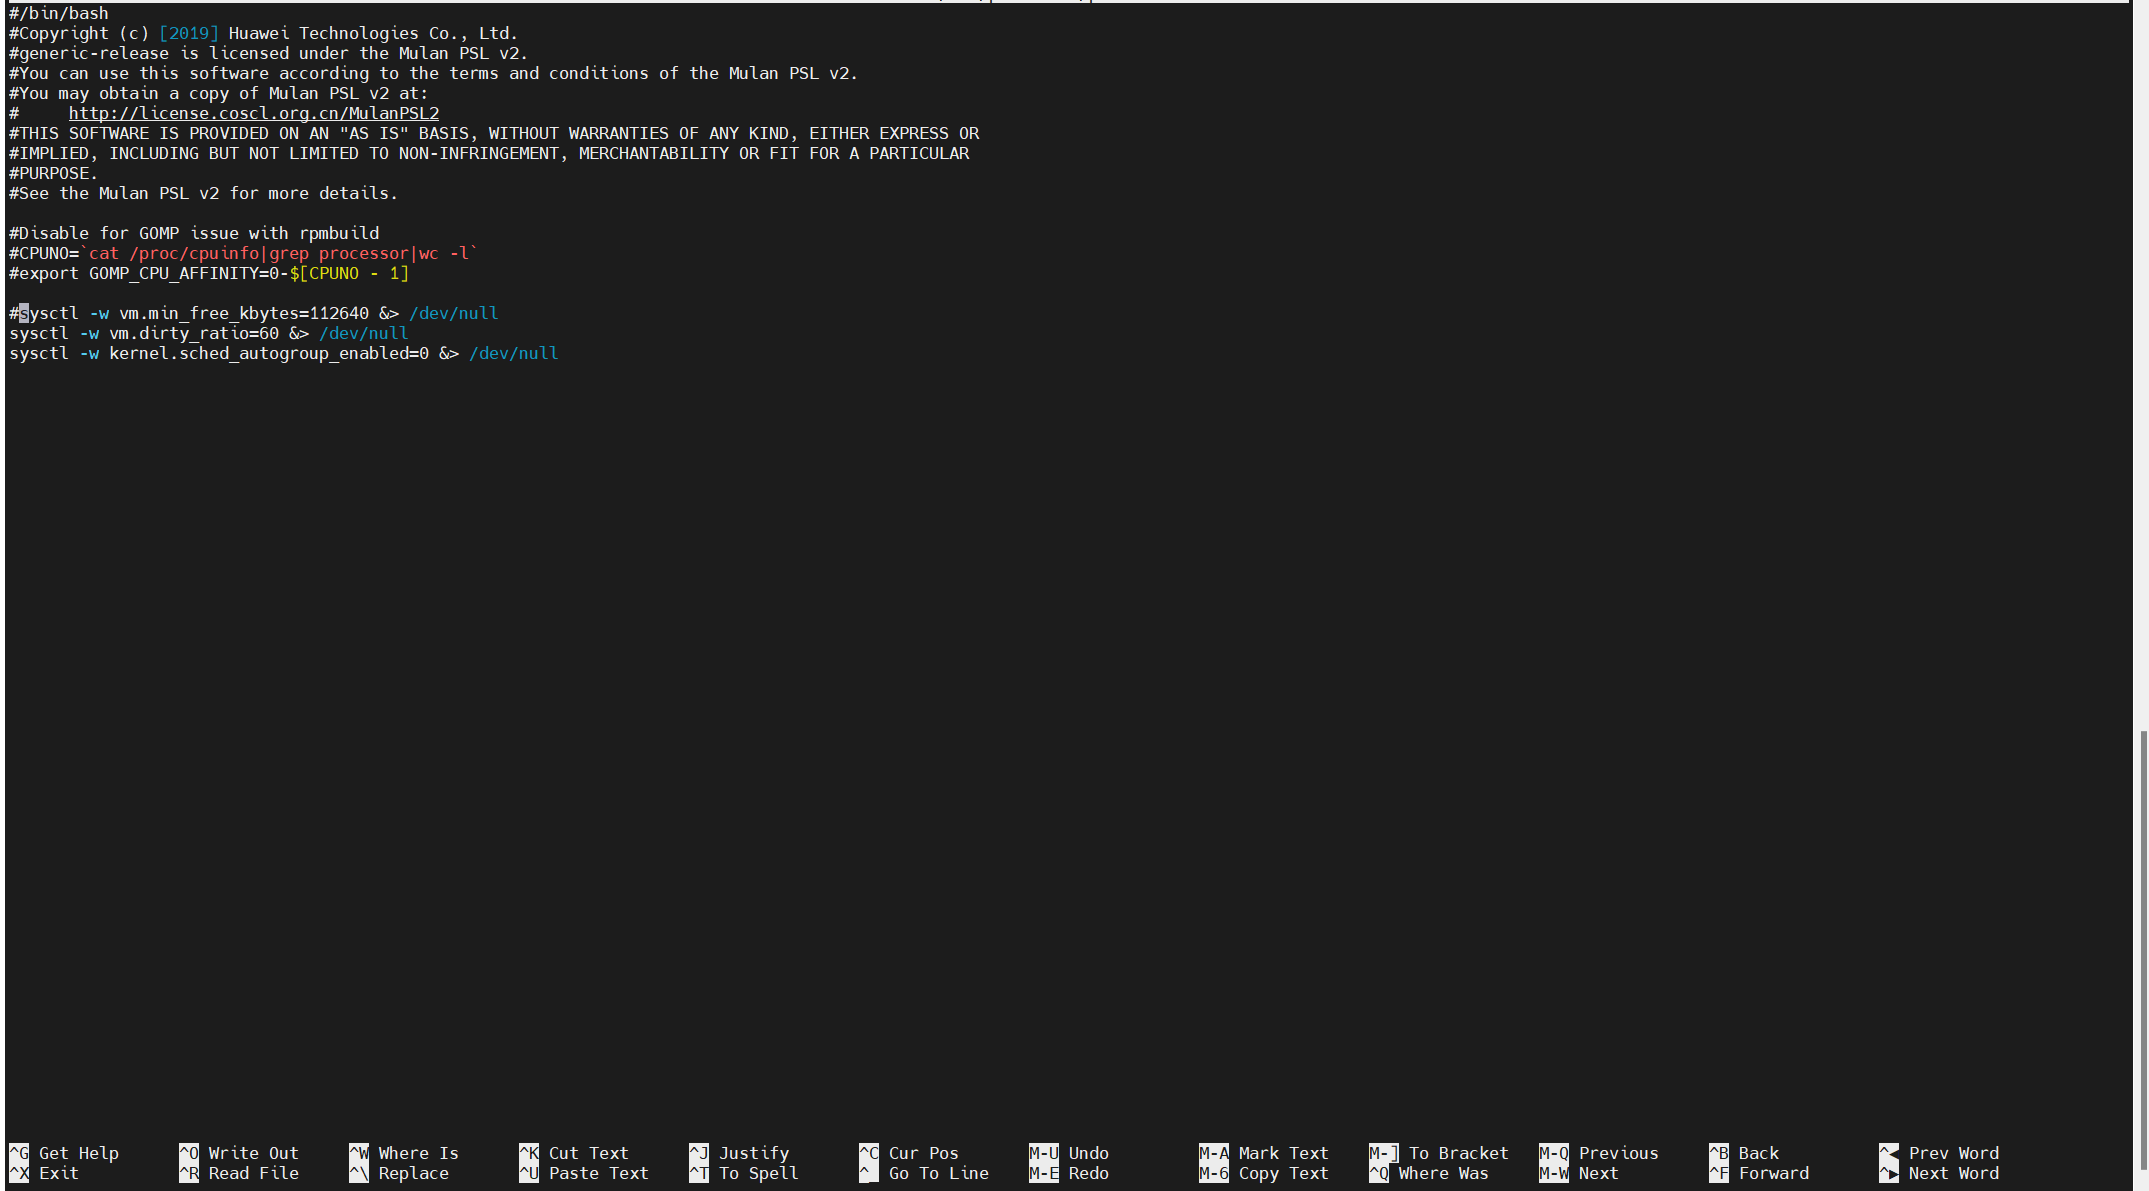 #/bin/bash
#Copyright (c) [2019] Huawei Technologies Co., Ltd.
#generic-release is licensed under the Mulan PSL v2.
#You can use this software according to the terms and conditions of the Mulan PSL v2.
#You may obtain a copy of Mulan PSL v2 at:
#     http://license.coscl.org.cn/MulanPSL2
#THIS SOFTWARE IS PROVIDED ON AN "AS IS" BASIS, WITHOUT WARRANTIES OF ANY KIND, EITHER EXPRESS OR
#IMPLIED, INCLUDING BUT NOT LIMITED TO NON-INFRINGEMENT, MERCHANTABILITY OR FIT FOR A PARTICULAR
#PURPOSE.
#See the Mulan PSL v2 for more details.

#Disable for GOMP issue with rpmbuild
#CPUNO=`cat /proc/cpuinfo|grep processor|wc -l`
#export GOMP_CPU_AFFINITY=0-$[CPUNO - 1]

#sysctl -w vm.min_free_kbytes=112640 &> /dev/null
sysctl -w vm.dirty_ratio=60 &> /dev/null
sysctl -w kernel.sched_autogroup_enabled=0 &> /dev/null

^G Get Help ^O Write Out ^W Where Is ^K Cut Text ^J Justify ^C Cur Pos M-U Undo M-A Mark Text M-] To Bracket M-Q Previous ^B Back ^◀ Prev Word
^X Exit ^R Read File ^\ Replace ^U Paste Text ^T To Spell ^_ Go To Line M-E Redo M-6 Copy Text ^Q Where Was M-W Next ^F Forward ^▶ Next Word